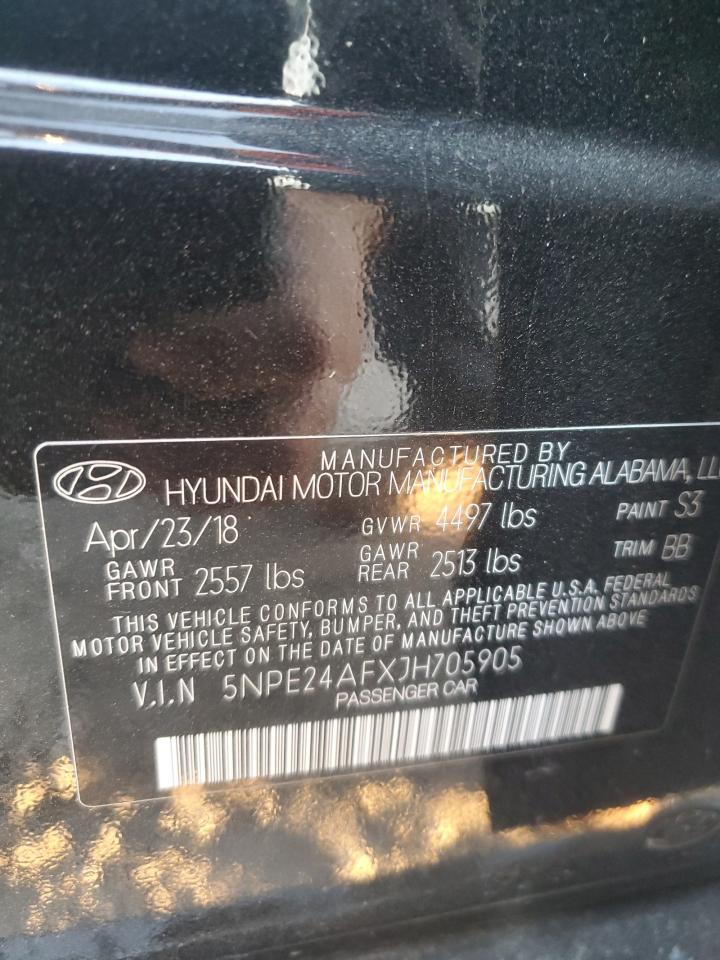 MANUFACTURED BY
HYUNDAI MOTOR MANUFACTURING ALABAMA, LL
Apr/23/18 GVWR 4497 lbs PAINT S3
GAWR FRONT 2557 lbs GAWR REAR 2513 lbs TRIM BB
THIS VEHICLE CONFORMS TO ALL APPLICABLE U.S.A. FEDERAL
MOTOR VEHICLE SAFETY, BUMPER, AND THEFT PREVENTION STANDARDS
IN EFFECT ON THE DATE OF MANUFACTURE SHOWN ABOVE
V.I.N 5NPE24AFXJH705905
PASSENGER CAR